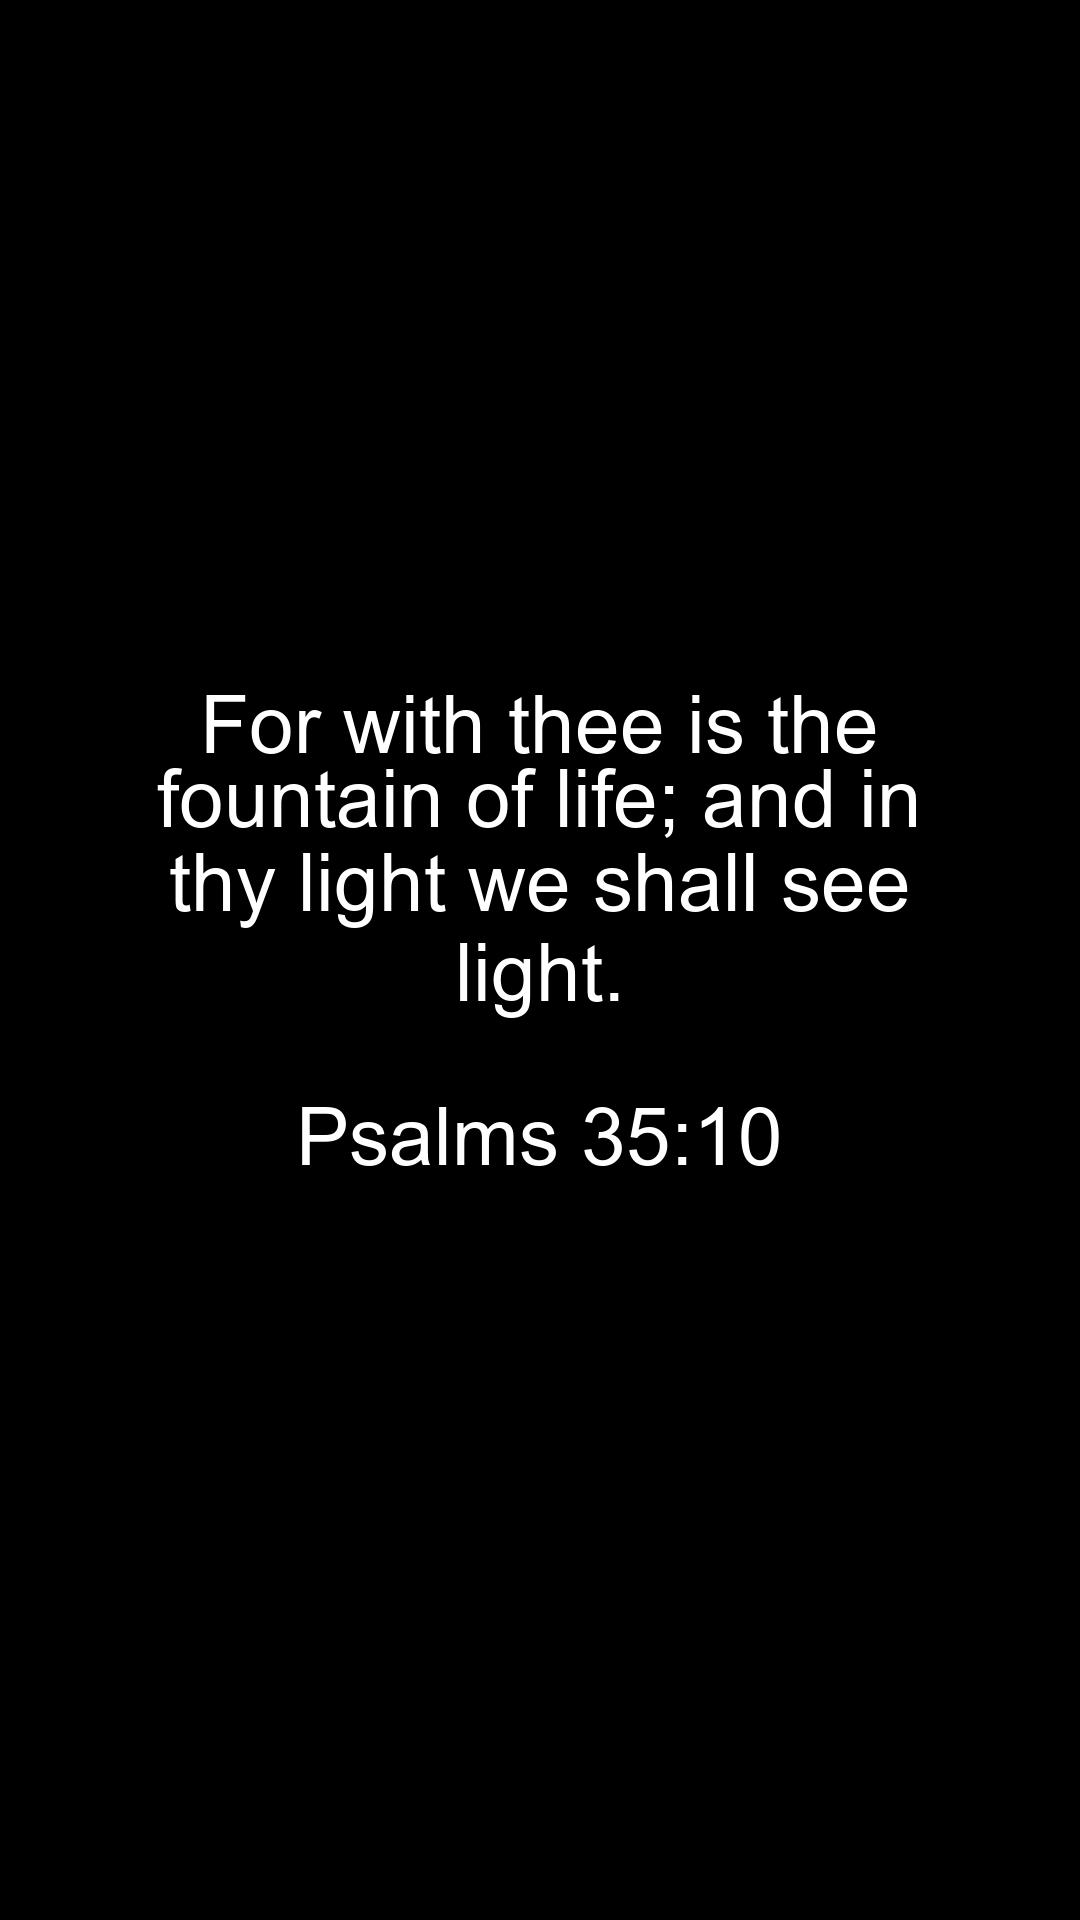 For with thee is the
fountain of life; and in
thy light we shall see
light.
Psalms 35:10